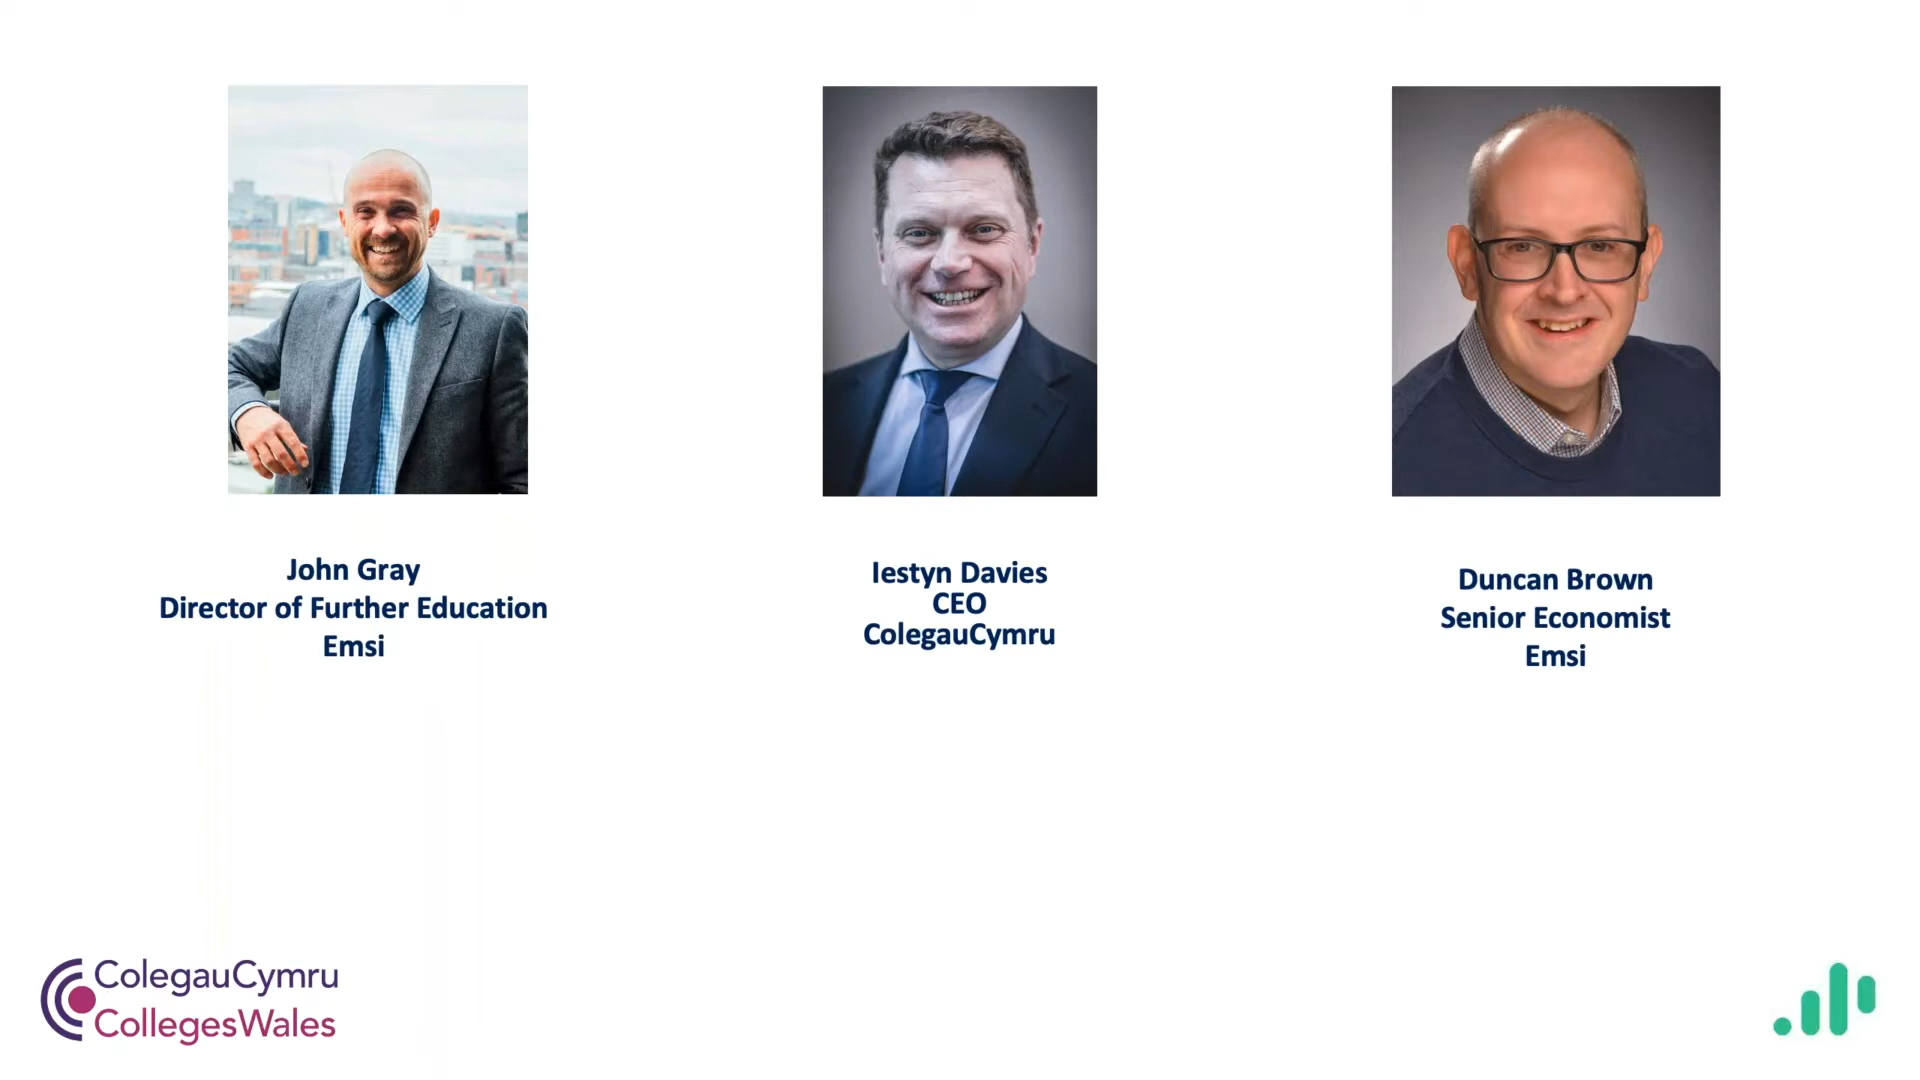 John Gray
Director of Further Education
Emsi
Iestyn Davies
CEO
ColegauCymru
Duncan Brown
Senior Economist
Emsi
ColegauCymru
CollegesWales